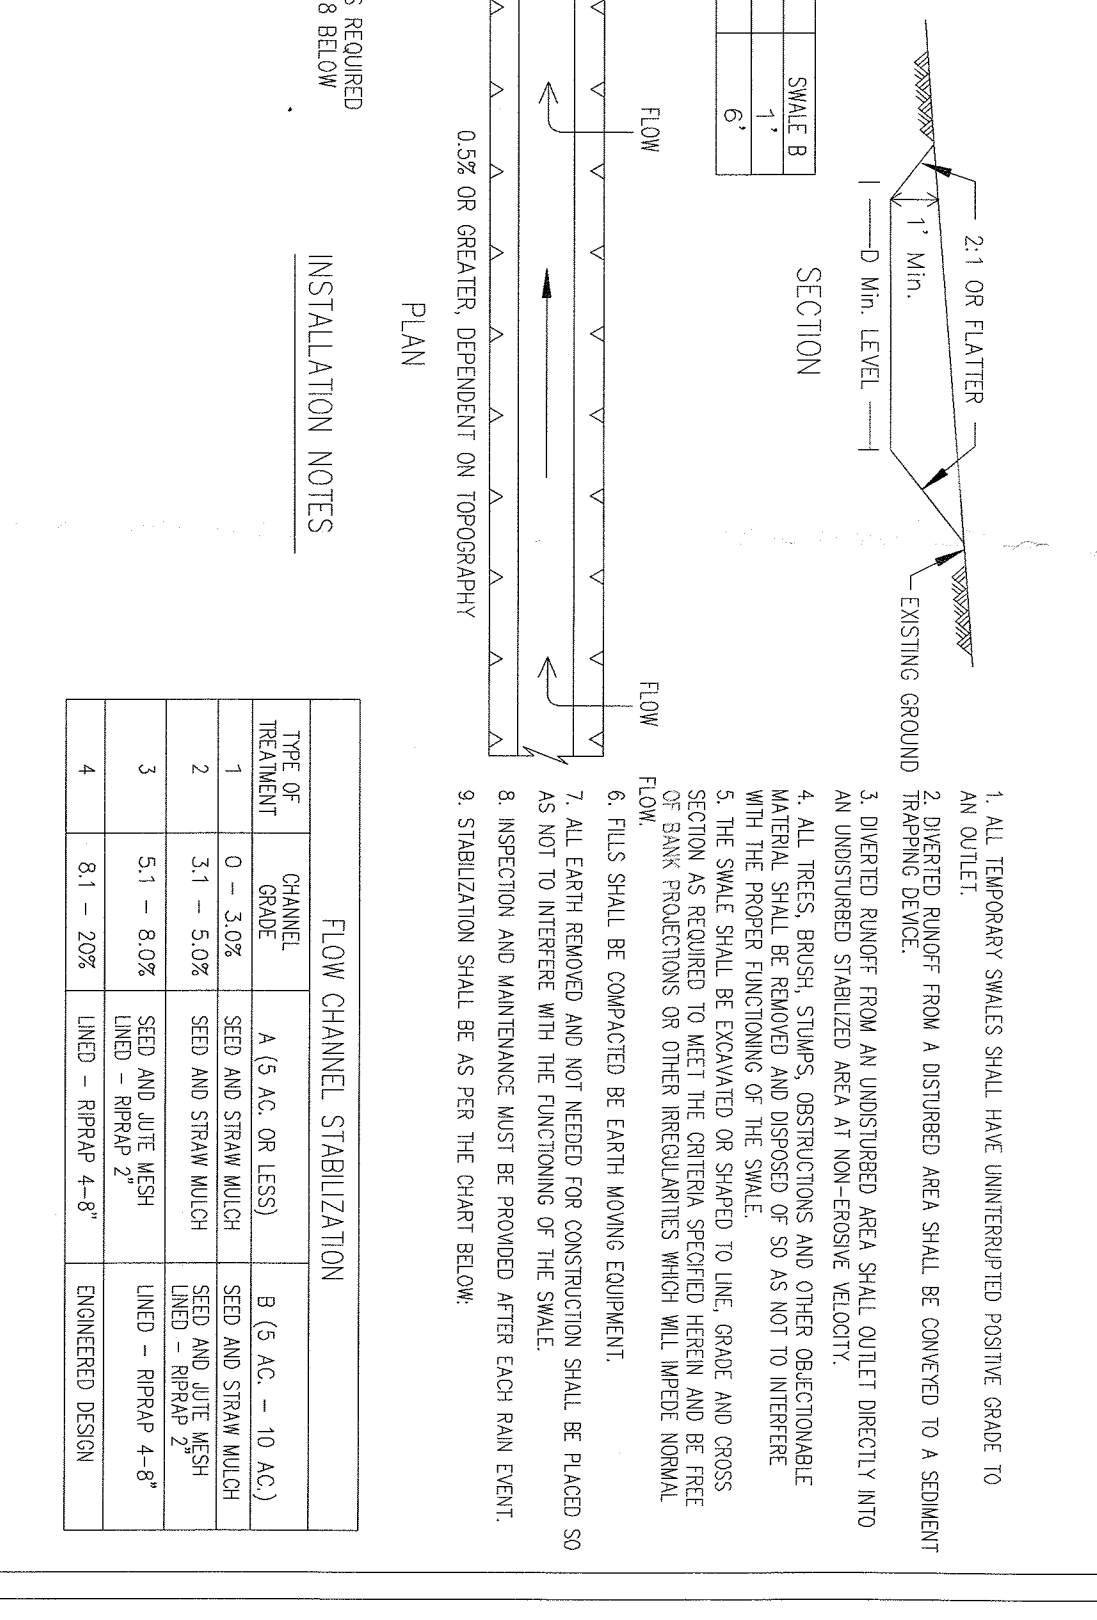 2:1 OR FLATTER
1' Min.
D Min. LEVEL
EXISTING GROUND
SECTION
SWALE B
1'
6'
FLOW
FLOW
0.5% OR GREATER, DEPENDENT ON TOPOGRAPHY
PLAN
REQUIRED
8 BELOW
INSTALLATION NOTES
1. ALL TEMPORARY SWALES SHALL HAVE UNINTERRUPTED POSITIVE GRADE TO
AN OUTLET.
2. DIVERTED RUNOFF FROM A DISTURBED AREA SHALL BE CONVEYED TO A SEDIMENT
TRAPPING DEVICE.
3. DIVERTED RUNOFF FROM AN UNDISTURBED AREA SHALL OUTLET DIRECTLY INTO
AN UNDISTURBED STABILIZED AREA AT NON-EROSIVE VELOCITY.
4. ALL TREES, BRUSH, STUMPS, OBSTRUCTIONS AND OTHER OBJECTIONABLE
MATERIAL SHALL BE REMOVED AND DISPOSED OF SO AS NOT TO INTERFERE
WITH THE PROPER FUNCTIONING OF THE SWALE.
5. THE SWALE SHALL BE EXCAVATED OR SHAPED TO LINE, GRADE AND CROSS
SECTION AS REQUIRED TO MEET THE CRITERIA SPECIFIED HEREIN AND BE FREE
OF BANK PROJECTIONS OR OTHER IRREGULARITIES WHICH WILL IMPEDE NORMAL
FLOW.
6. FILLS SHALL BE COMPACTED BE EARTH MOVING EQUIPMENT.
7. ALL EARTH REMOVED AND NOT NEEDED FOR CONSTRUCTION SHALL BE PLACED SO
AS NOT TO INTERFERE WITH THE FUNCTIONING OF THE SWALE.
8. INSPECTION AND MAINTENANCE MUST BE PROVIDED AFTER EACH RAIN EVENT.
9. STABILIZATION SHALL BE AS PER THE CHART BELOW:
FLOW CHANNEL STABILIZATION
TYPE OF TREATMENT CHANNEL GRADE A (5 AC. OR LESS) B (5 AC. - 10 AC.)
1 0 - 3.0% SEED AND STRAW MULCH SEED AND STRAW MULCH
2 3.1 - 5.0% SEED AND STRAW MULCH SEED AND JUTE MESH
LINED - RIPRAP 2"
3 5.1 - 8.0% SEED AND JUTE MESH LINED - RIPRAP 4-8"
LINED - RIPRAP 2"
4 8.1 - 20% LINED - RIPRAP 4-8" ENGINEERED DESIGN